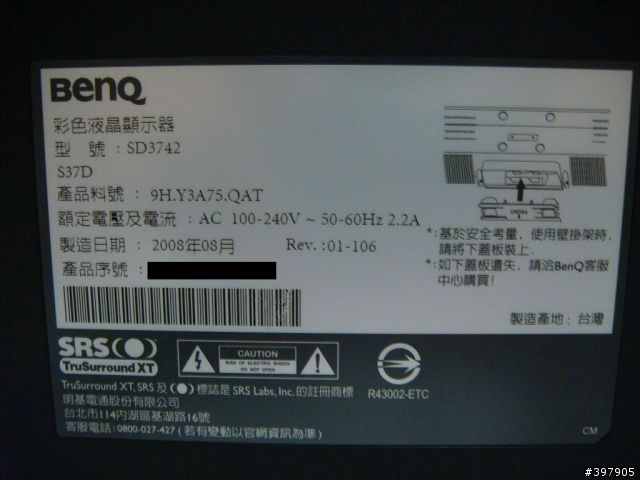 BenQ
彩色液晶顯示器
型 號 : SD3742
S37D
產品料號 : 9H.Y3A75.QAT
額定電壓及電流 : AC 100-240V ~ 50-60Hz 2.2A
製造日期 : 2008年08月 Rev. :01-106
產品序號 :
*: 基於安全考量, 使用壁掛架時,
請將下蓋板裝上.
*: 如下蓋板遺失, 請洽BenQ客服
中心購買!
製造產地: 台灣
SRS(●)
TruSurround XT
CAUTION
RISK OF ELECTRIC SHOCK
DO NOT OPEN
R43002-ETC
TruSurround XT, SRS 及 (●) 標誌是 SRS Labs, Inc. 的註冊商標
明基電通股份有限公司
台北市114內湖區基湖路16號
客服電話: 0800-027-427 (若有變動以官網資訊為準)
CM
#397905